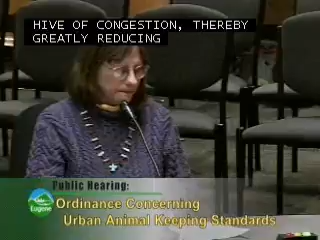 HIVE OF CONGESTION, THEREBY
GREATLY REDUCING
Public Hearing:
Ordinance Concerning
Eugene
Urban Animal Keeping Standards